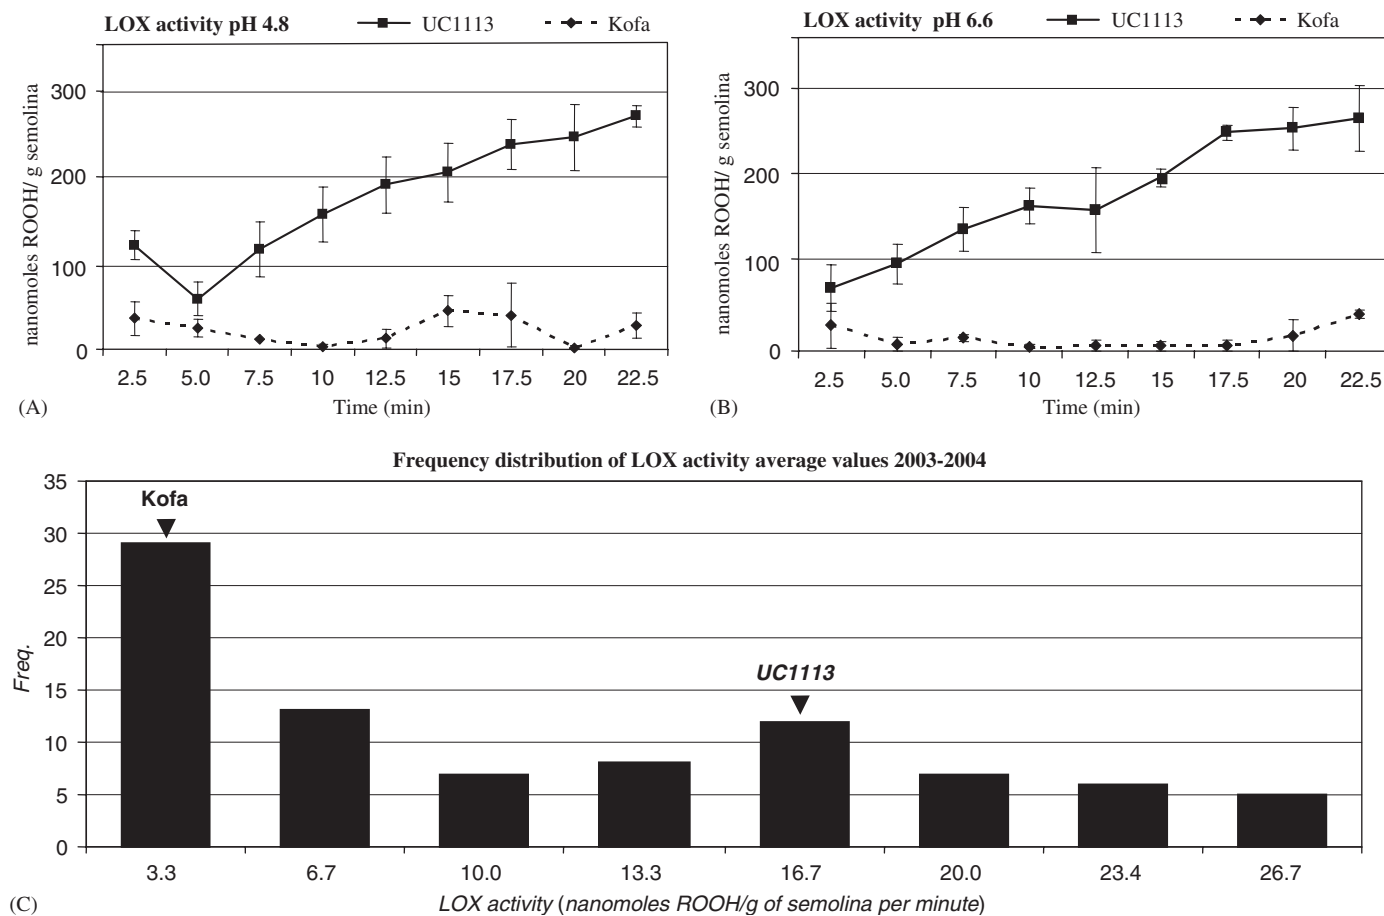 LOX activity pH 4.8 UC1113 Kofa
nanomoles ROOH/ g semolina
300
200
100
0
2.5 5.0 7.5 10 12.5 15 17.5 20 22.5
(A) Time (min)
LOX activity pH 6.6 UC1113 Kofa
nanomoles ROOH/ g semolina
300
200
100
0
2.5 5.0 7.5 10 12.5 15 17.5 20 22.5
(B) Time (min)
Frequency distribution of LOX activity average values 2003-2004
Freq.
35
30
25
20
15
10
5
0
Kofa
UC1113
3.3 6.7 10.0 13.3 16.7 20.0 23.4 26.7
(C) LOX activity (nanomoles ROOH/g of semolina per minute)